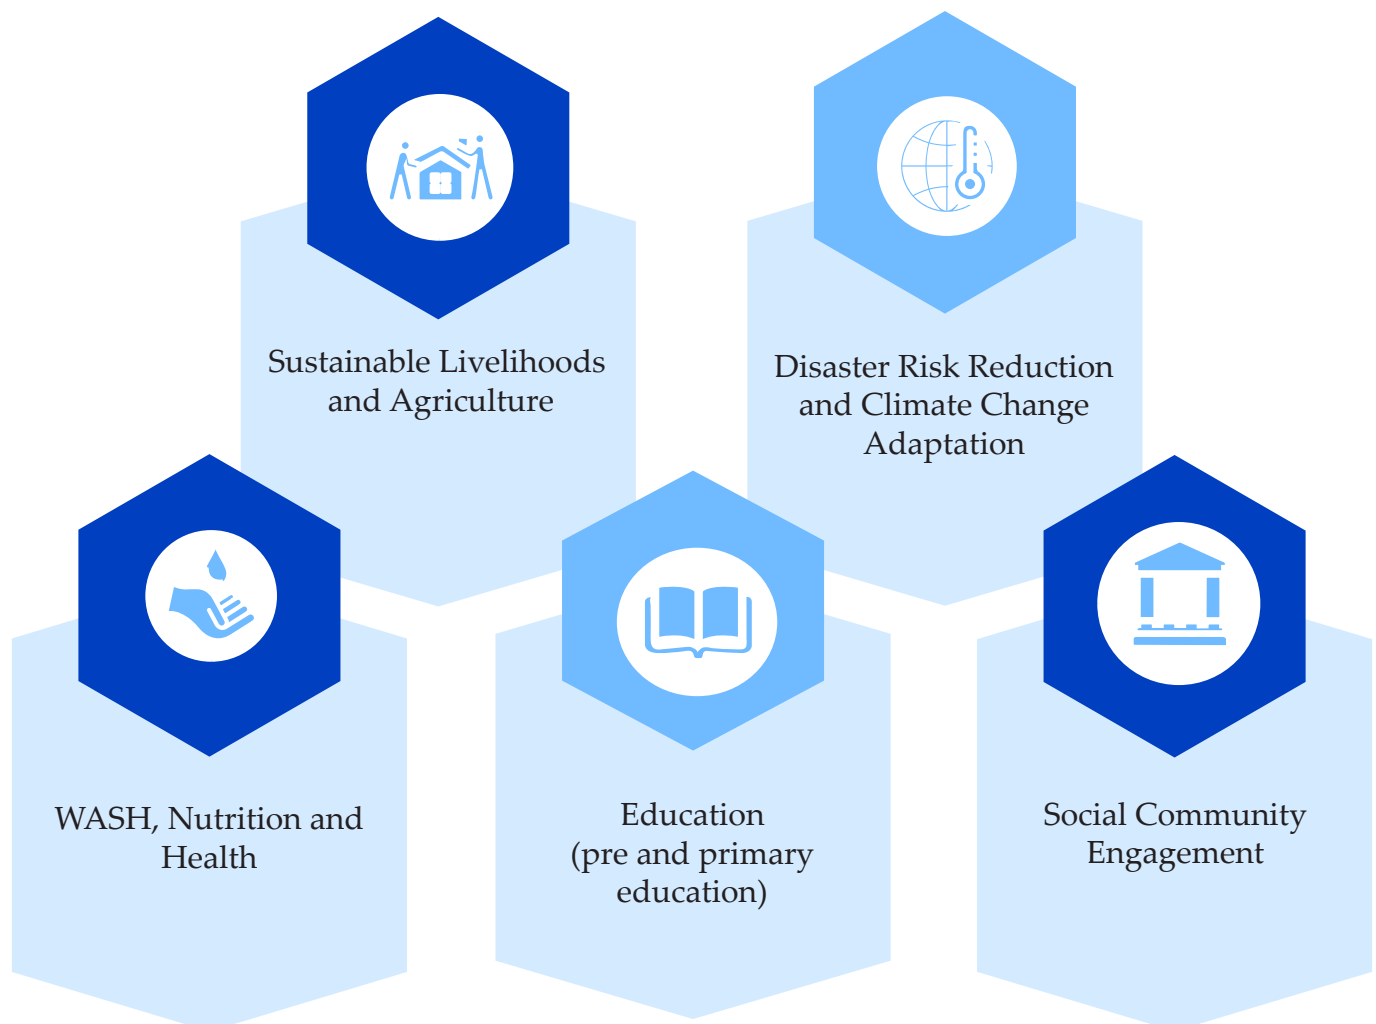 Sustainable Livelihoods
and Agriculture
Disaster Risk Reduction
and Climate Change
Adaptation
WASH, Nutrition and
Health
Education
(pre and primary
education)
Social Community
Engagement